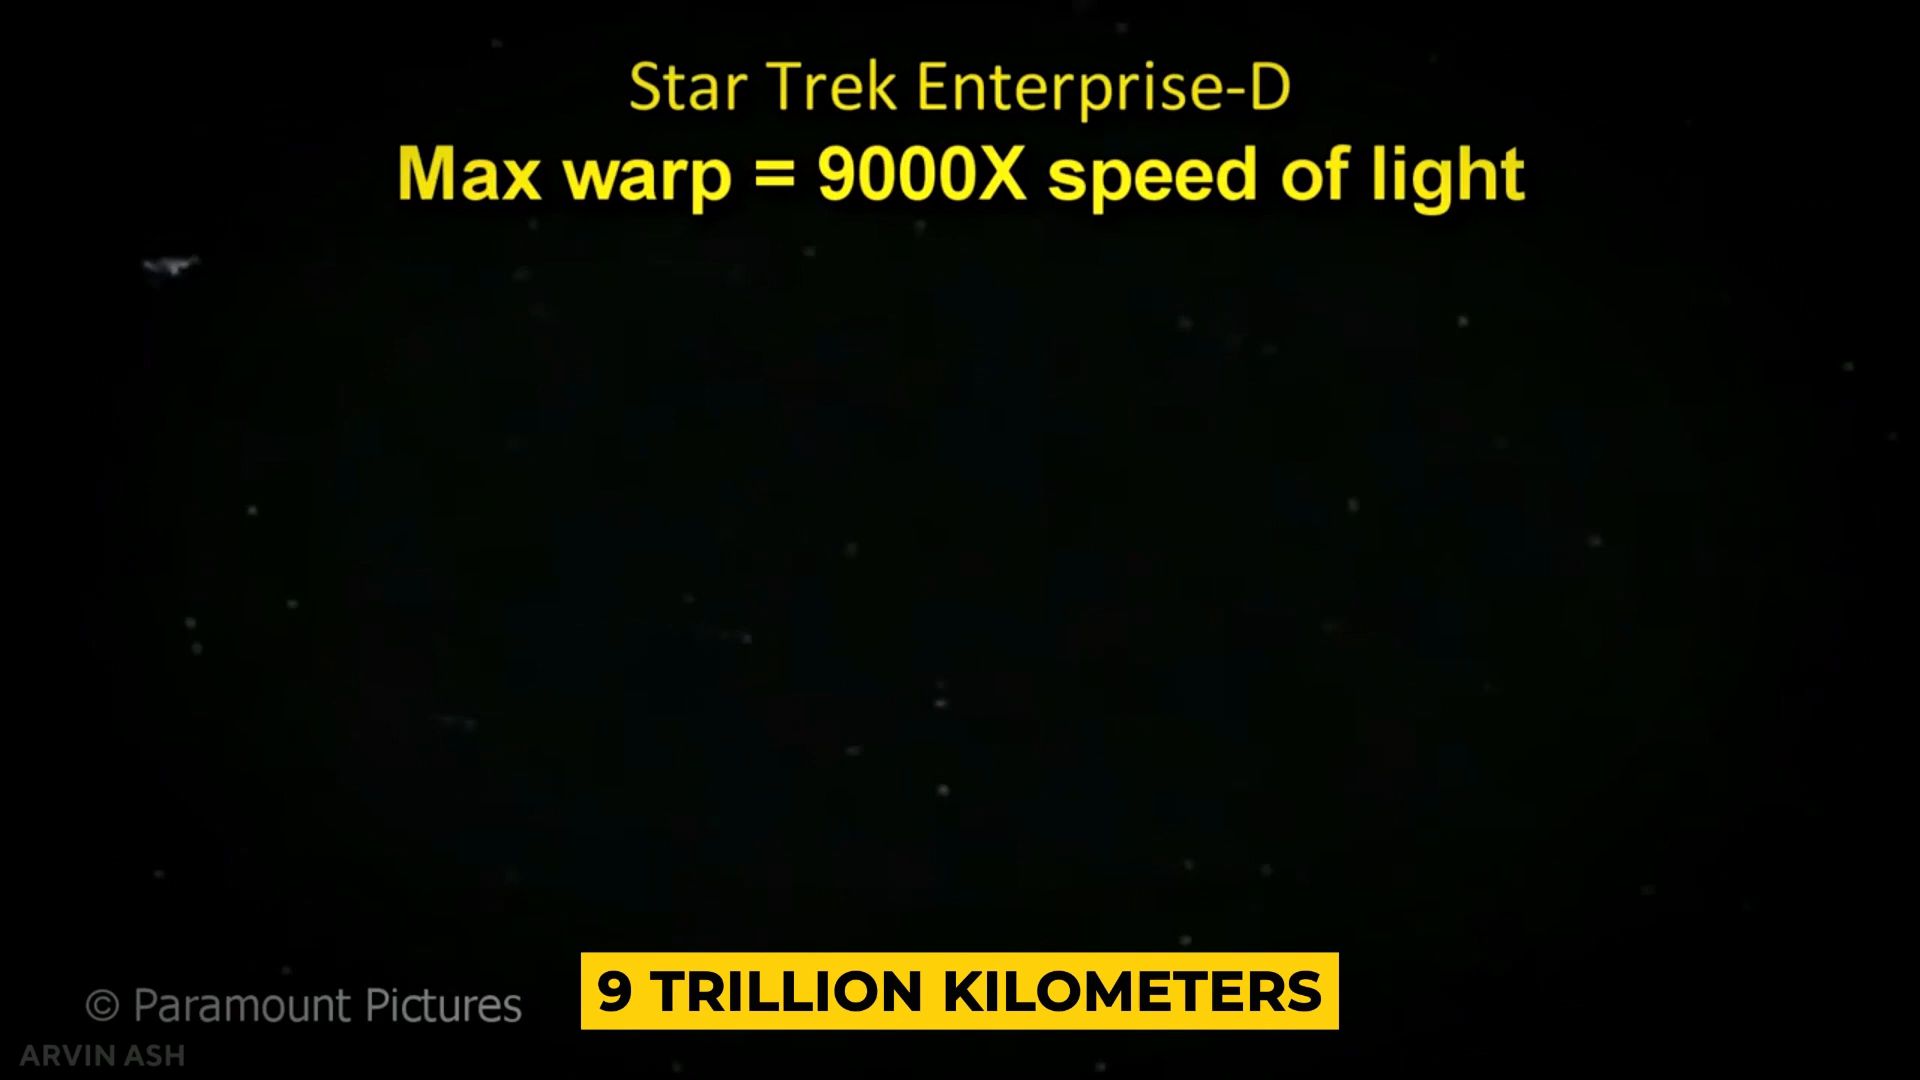 Star Trek Enterprise-D
Max warp = 9000X speed of light
© Paramount Pictures
9 TRILLION KILOMETERS
ARVIN ASH